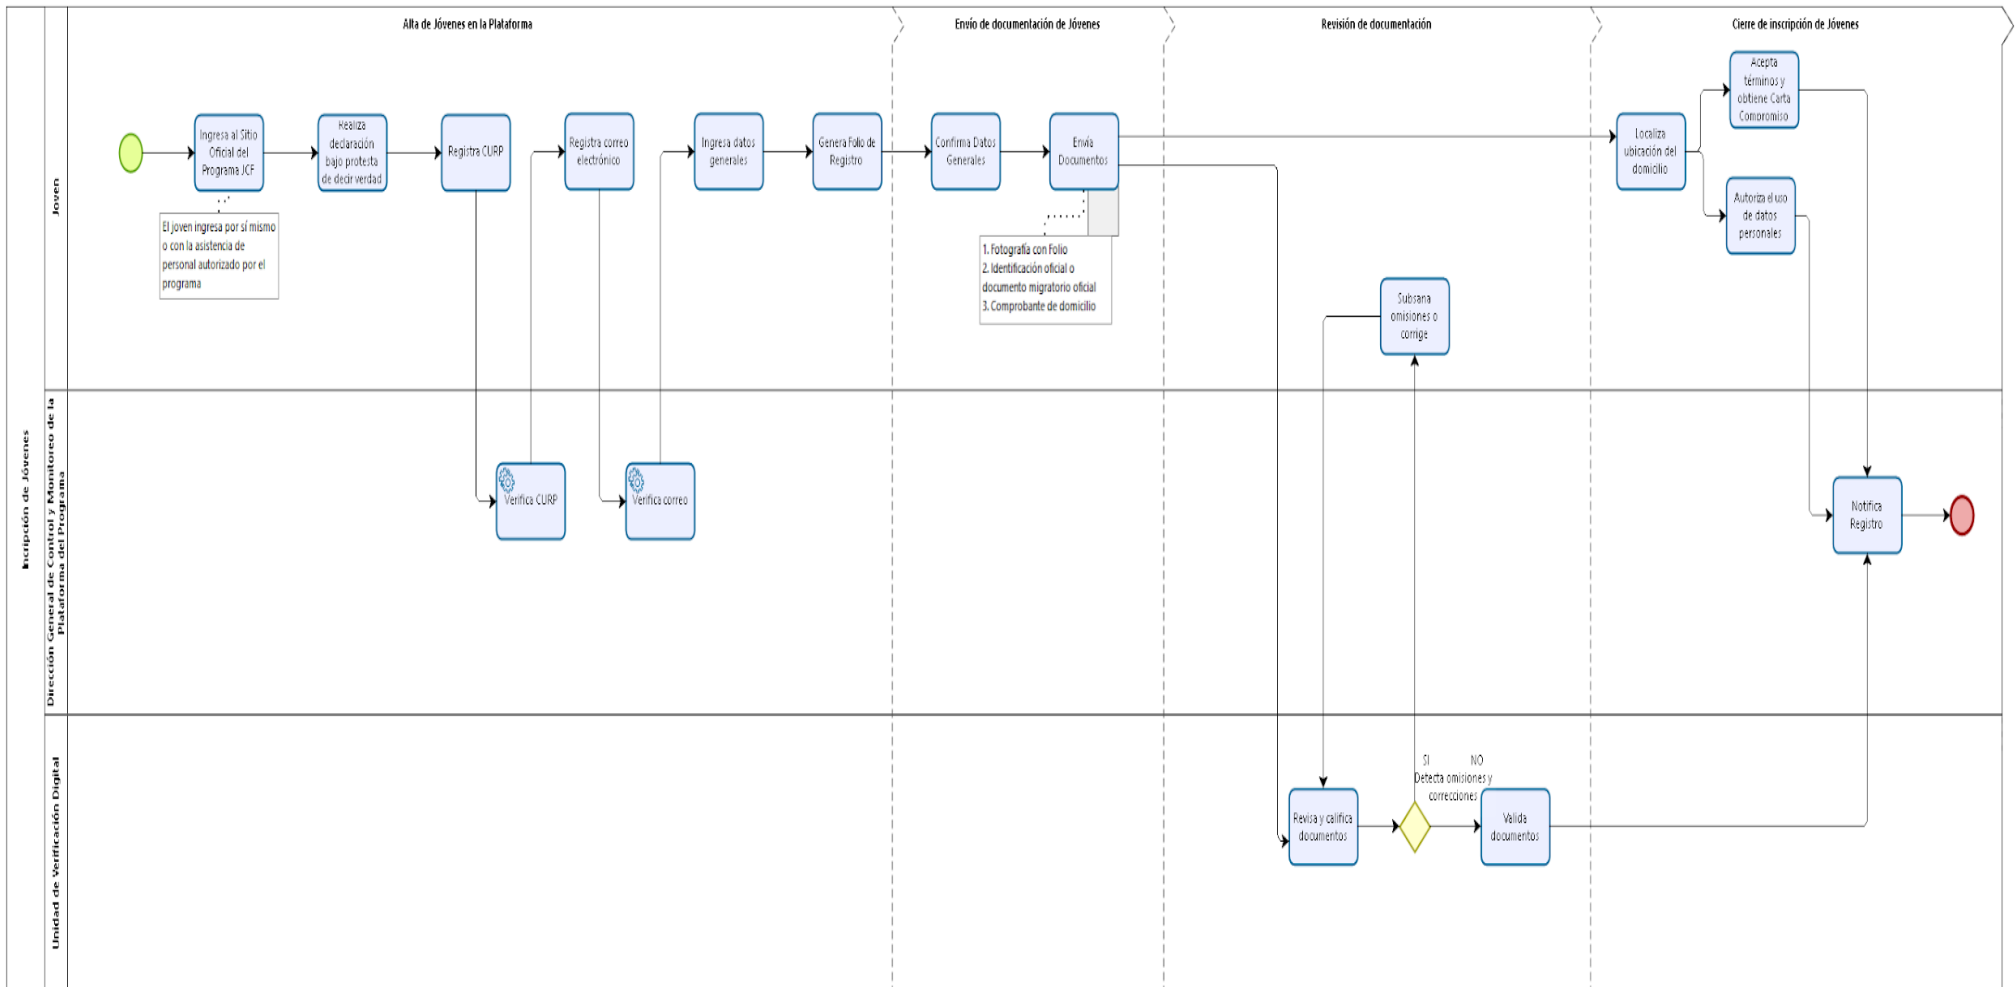 Alta de Jóvenes en la Plataforma
Envío de documentación de Jóvenes
Revisión de documentación
Cierre de inscripción de Jóvenes
Incripción de Jóvenes
Joven
Ingresa al Sitio
Oficial del
Programa JCF
Realiza
declaración
bajo protesta
de decir verdad
Registra CURP
Registra correo
electrónico
Ingresa datos
generales
Genera Folio de
Registro
Confirma Datos
Generales
Envía
Documentos
Localiza
ubicación del
domicilio
Acepta
términos y
obtiene Carta
Compromiso
Autoriza el uso
de datos
personales
El joven ingresa por sí mismo
o con la asistencia de
personal autorizado por el
programa
1. Fotografía con Folio
2. Identificación oficial o
documento migratorio oficial
3. Comprobante de domicilio
Subsana
omisiones o
corrige
Dirección General de Control y Monitoreo de la
Plataforma del Programa
Verifica CURP
Verifica correo
Notifica
Registro
Unidad de Verificación Digital
SI NO
Detecta omisiones y
correcciones
Revisa y califica
documentos
Valida
documentos